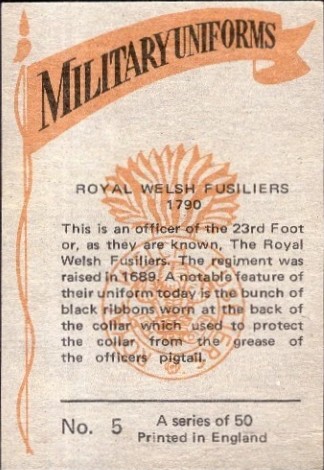 MILITARY UNIFORMS
ROYAL WELSH FUSILIERS
1790
This is an officer of the 23rd Foot
or, as they are known, The Royal
Welsh Fusiliers. The regiment was
raised in 1689. A notable feature of
their uniform today is the bunch of
black ribbons worn at the back of
the collar which used to protect
the collar from the grease of
the officers pigtail.
No. 5
A series of 50
Printed in England